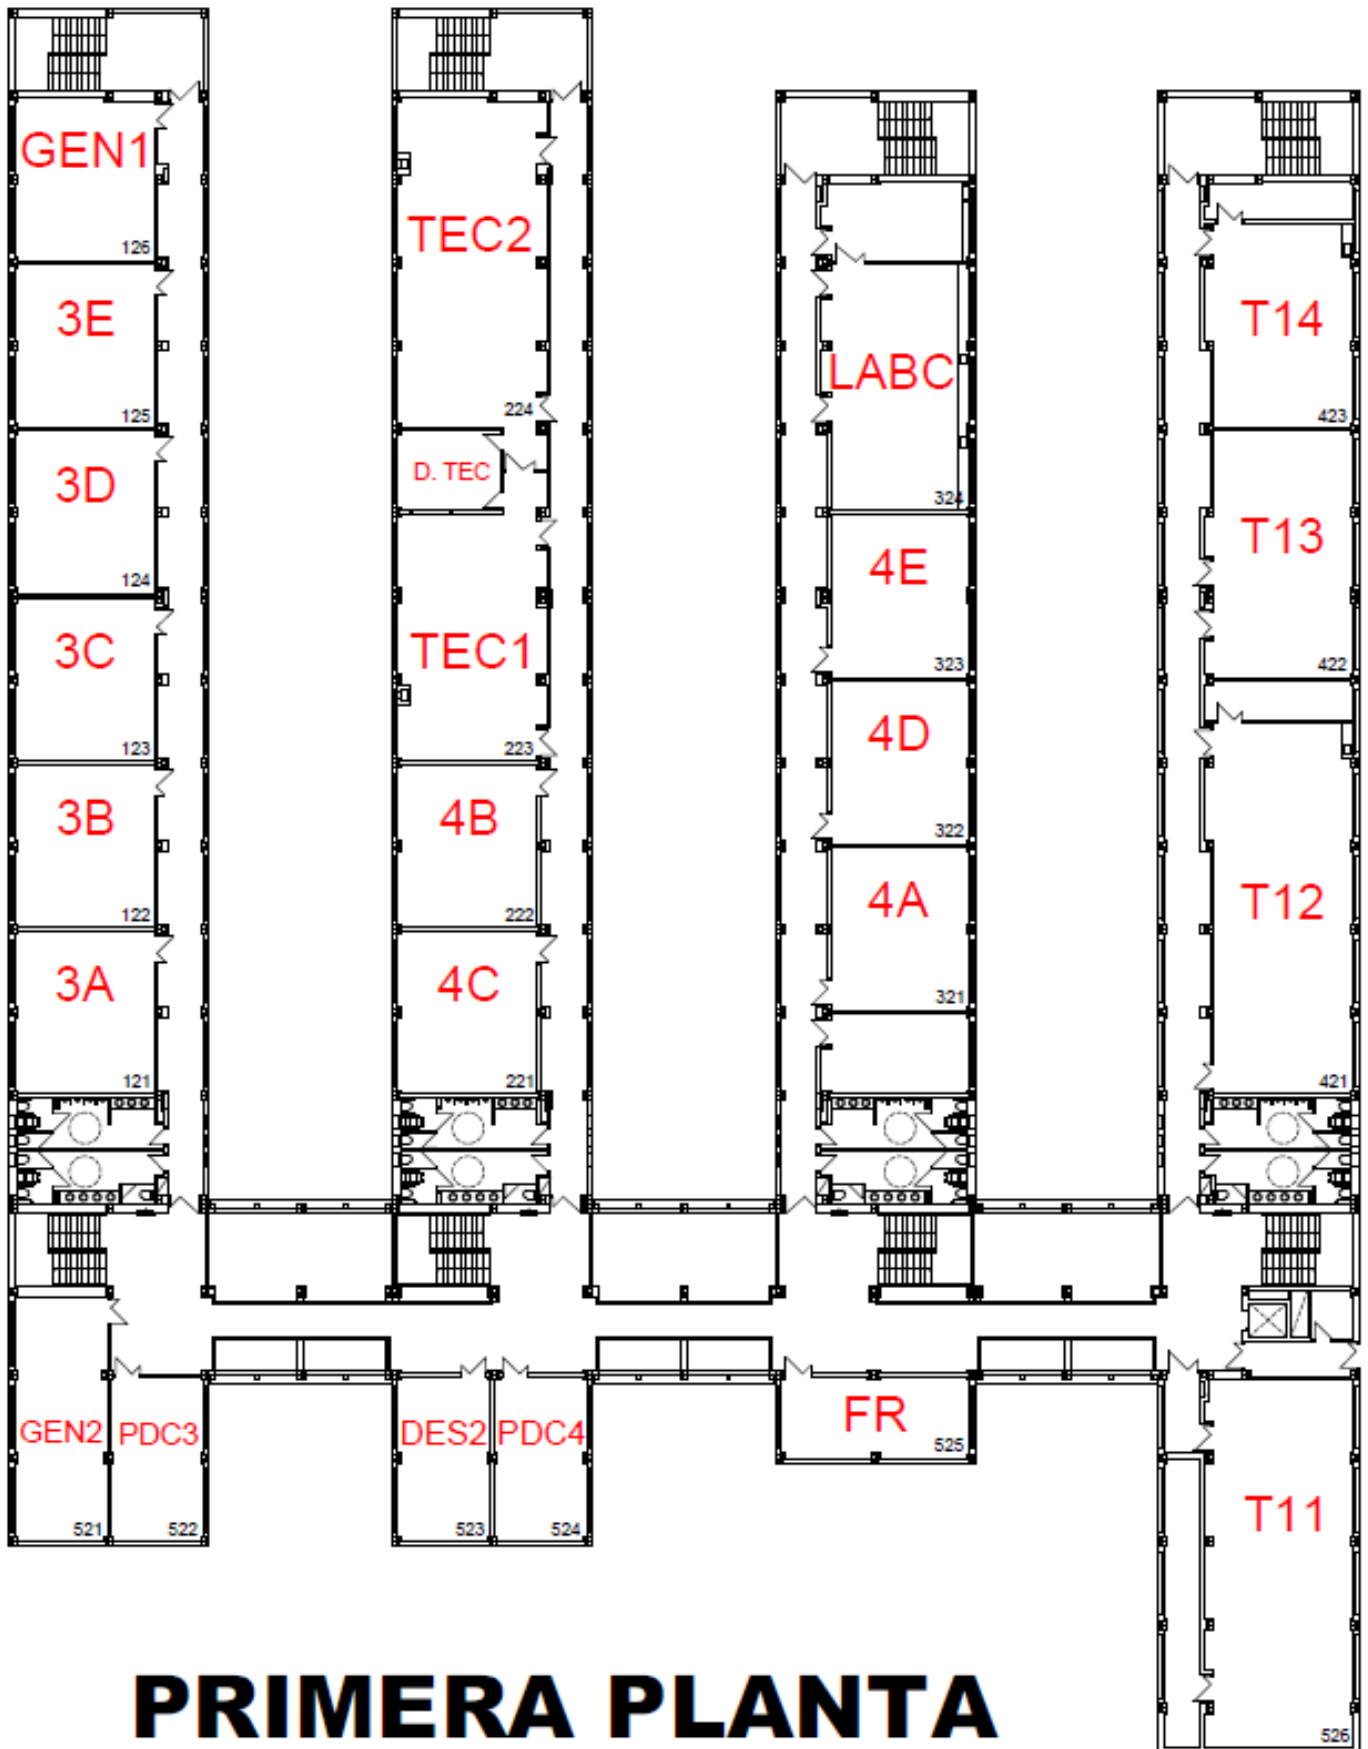 GEN1
126
3E
125
3D
124
3C
123
3B
122
3A
121
TEC2
224
D. TEC
TEC1
223
4B
222
4C
221
LABC
324
4E
323
4D
322
4A
321
T14
423
T13
422
T12
421
GEN2
521
PDC3
522
DES2
523
PDC4
524
FR
525
T11
526
PRIMERA PLANTA